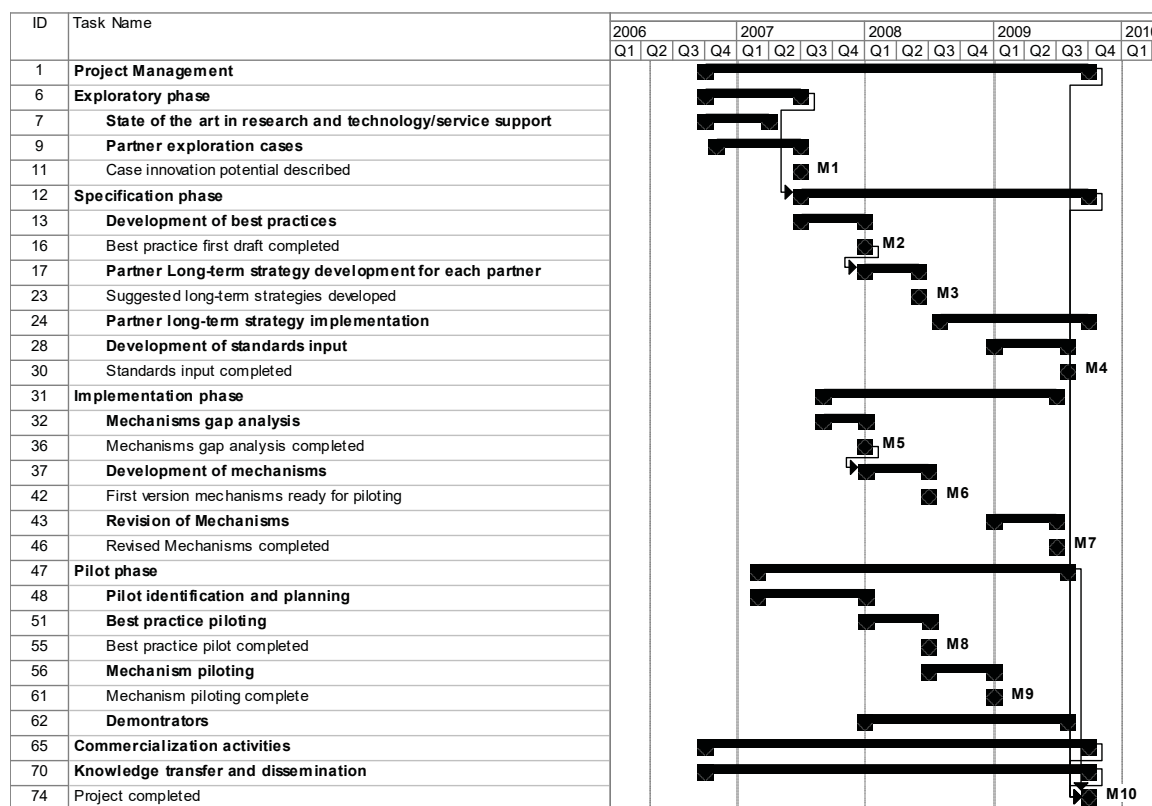 ID Task Name
2006 2007 2008 2009 2010
Q1 Q2 Q3 Q4 Q1 Q2 Q3 Q4 Q1 Q2 Q3 Q4 Q1 Q2 Q3 Q4 Q1
1 Project Management
6 Exploratory phase
7 State of the art in research and technology/service support
9 Partner exploration cases
11 Case innovation potential described M1
12 Specification phase
13 Development of best practices
16 Best practice first draft completed M2
17 Partner Long-term strategy development for each partner
23 Suggested long-term strategies developed M3
24 Partner long-term strategy implementation
28 Development of standards input
30 Standards input completed M4
31 Implementation phase
32 Mechanisms gap analysis
36 Mechanisms gap analysis completed M5
37 Development of mechanisms
42 First version mechanisms ready for piloting M6
43 Revision of Mechanisms
46 Revised Mechanisms completed M7
47 Pilot phase
48 Pilot identification and planning
51 Best practice piloting
55 Best practice pilot completed M8
56 Mechanism piloting
61 Mechanism piloting complete M9
62 Demontrators
65 Commercialization activities
70 Knowledge transfer and dissemination
74 Project completed M10